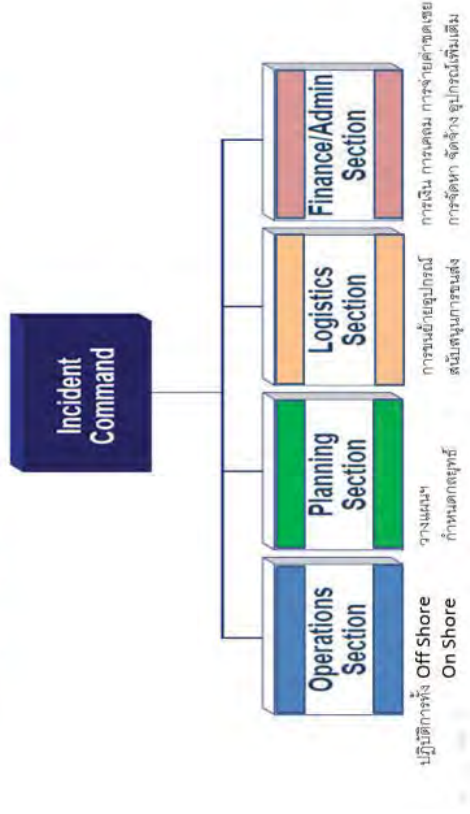 Incident
Command
Operations
Section
Planning
Section
Logistics
Section
Finance/Admin
Section
ปฏิบัติการทั้ง Off Shore
On Shore
วางแผนฯ
กำหนดกลยุทธ์
การขนย้ายอุปกรณ์
สนับสนุนการขนส่ง
การเงิน การเคลม การจ่ายค่าชดเชย
การจัดหา จัดจ้าง อุปกรณ์เพิ่มเติม